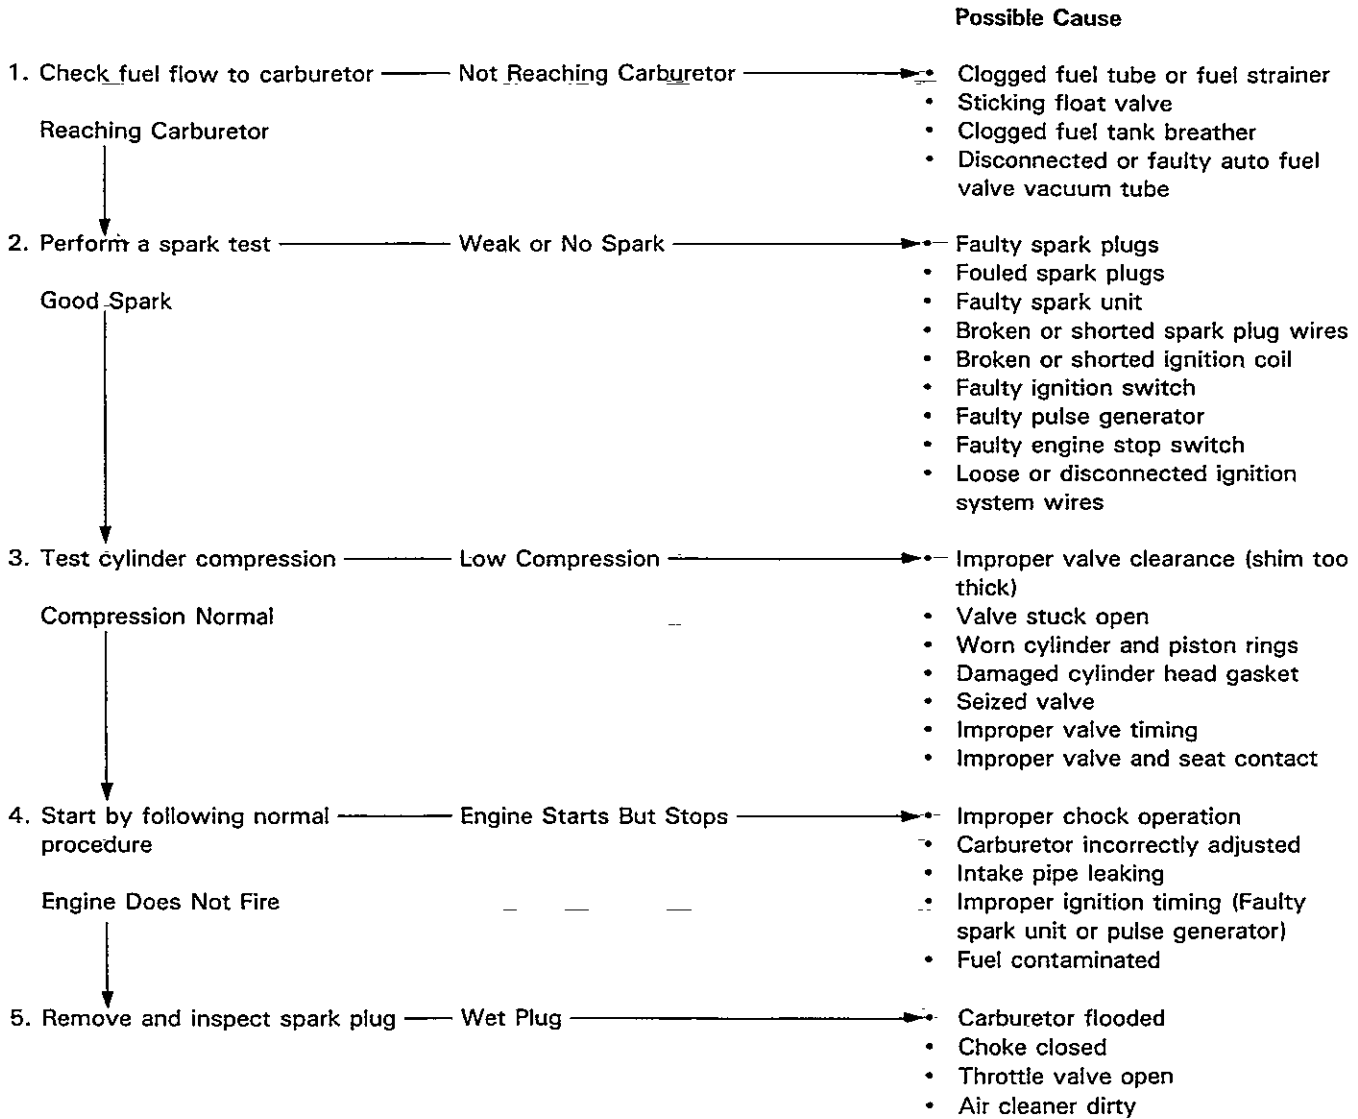 Possible Cause
1. Check fuel flow to carburetor Not Reaching Carburetor • Clogged fuel tube or fuel strainer
• Sticking float valve
Reaching Carburetor • Clogged fuel tank breather
• Disconnected or faulty auto fuel
valve vacuum tube
2. Perform a spark test Weak or No Spark • Faulty spark plugs
• Fouled spark plugs
Good Spark • Faulty spark unit
• Broken or shorted spark plug wires
• Broken or shorted ignition coil
• Faulty ignition switch
• Faulty pulse generator
• Faulty engine stop switch
• Loose or disconnected ignition
system wires
3. Test cylinder compression Low Compression • Improper valve clearance (shim too
thick)
Compression Normal • Valve stuck open
• Worn cylinder and piston rings
• Damaged cylinder head gasket
• Seized valve
• Improper valve timing
• Improper valve and seat contact
4. Start by following normal Engine Starts But Stops • Improper chock operation
procedure • Carburetor incorrectly adjusted
• Intake pipe leaking
Engine Does Not Fire • Improper ignition timing (Faulty
spark unit or pulse generator)
• Fuel contaminated
5. Remove and inspect spark plug Wet Plug • Carburetor flooded
• Choke closed
• Throttle valve open
• Air cleaner dirty